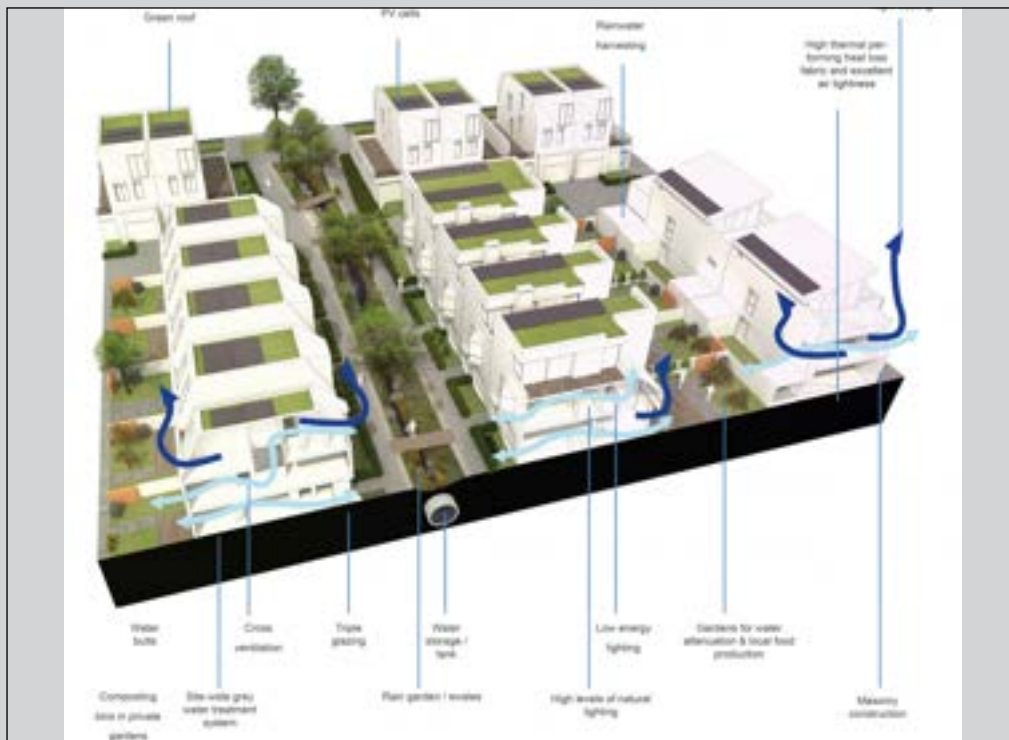 Green roof
PV cells
Rainwater
harvesting
High thermal per-
forming heat loss
fabric and excellent
air tightness
Water
butts
Cross
ventilation
Triple
glazing
Water
storage /
tank
Low energy
lighting
Gardens for water
attenuation & local food
production
Composting
bins in private
gardens
Site-wide grey
water treatment
system
Rain garden / swales
High levels of natural
lighting
Masonry
construction